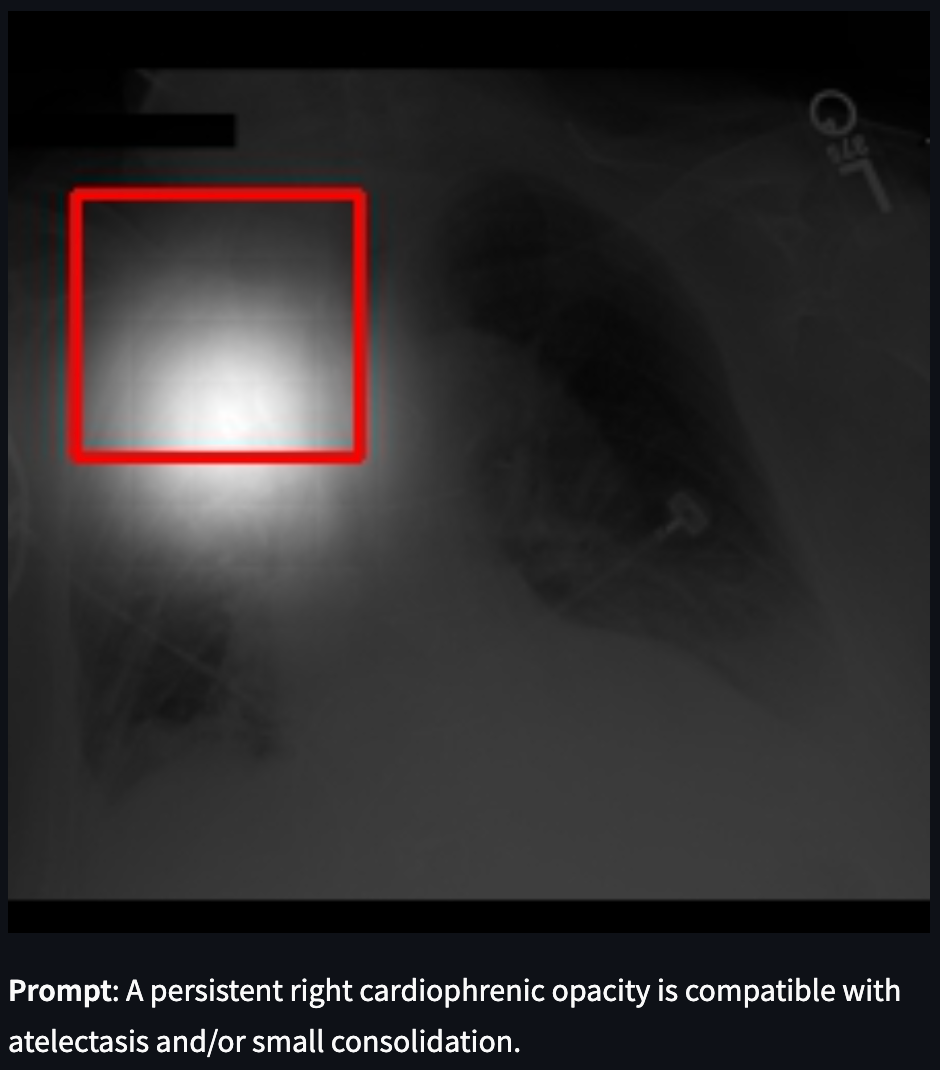 Prompt: A persistent right cardiophrenic opacity is compatible with
atelectasis and/or small consolidation.